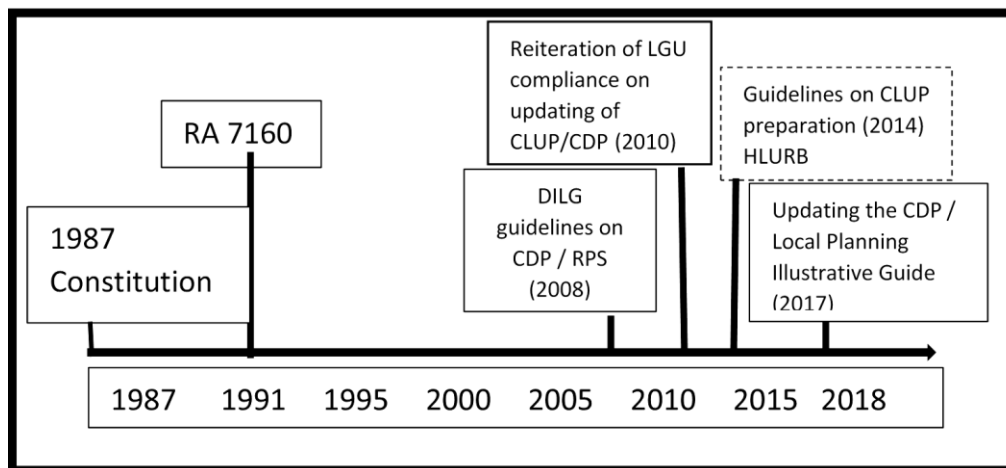 1987
Constitution
RA 7160
DILG
guidelines on
CDP / RPS
(2008)
Reiteration of LGU
compliance on
updating of
CLUP/CDP (2010)
Guidelines on CLUP
preparation (2014)
HLURB
Updating the CDP /
Local Planning
Illustrative Guide
(2017)
1987 1991 1995 2000 2005 2010 2015 2018